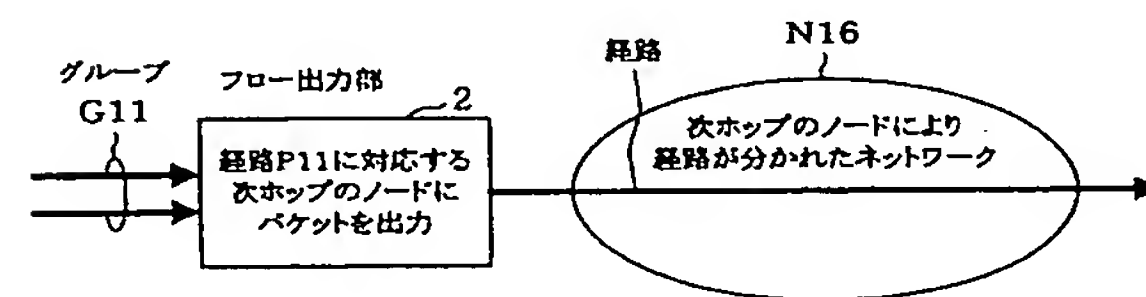 グループ
G11
フロー出力部
2
経路P11に対応する
次ホップのノードに
パケットを出力
経路
N16
次ホップのノードにより
経路が分かれたネットワーク